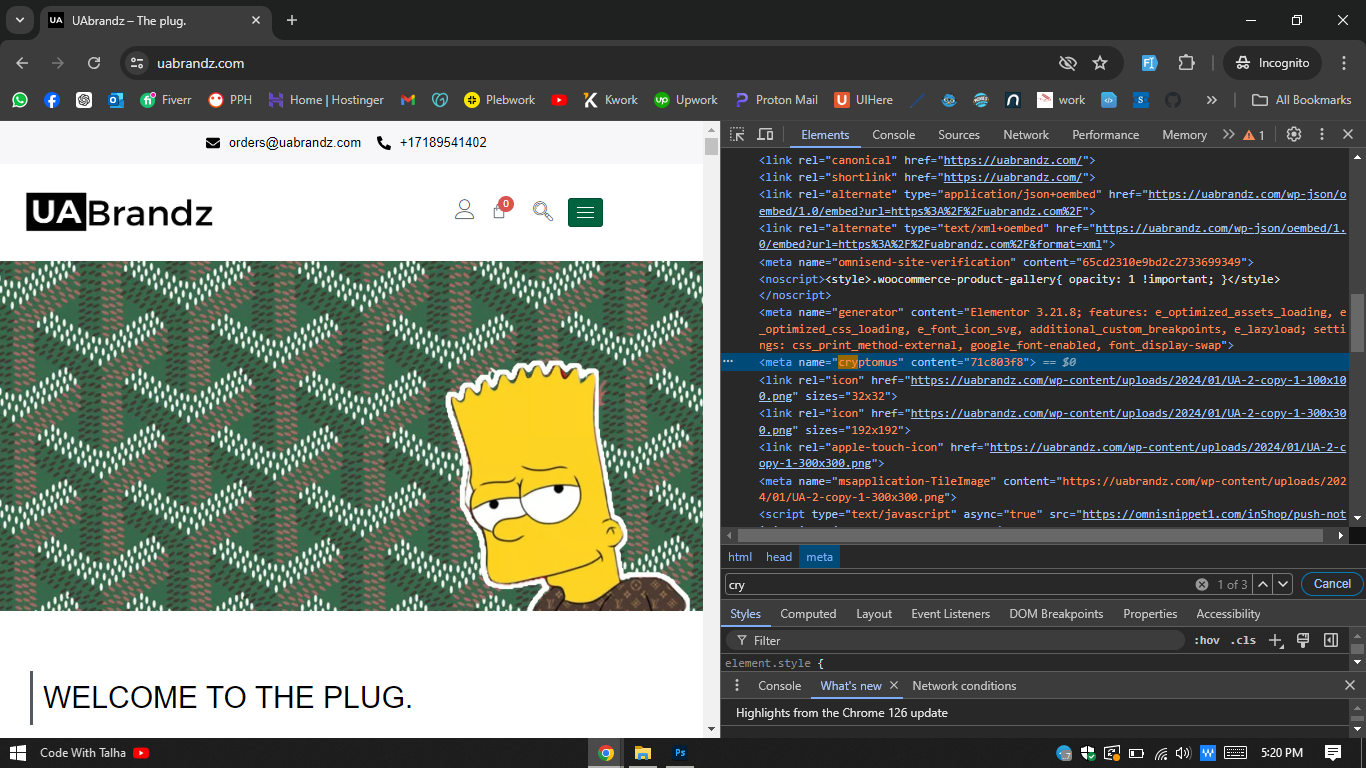 UA UAbrandz – The plug.
uabrandz.com
Incognito
Fiverr PPH Home | Hostinger Plebwork Kwork Upwork Proton Mail UIHere work All Bookmarks
orders@uabrandz.com +17189541402
UABrandz
0
WELCOME TO THE PLUG.
Elements Console Sources Network Performance Memory 1
<link rel="canonical" href="https://uabrandz.com/">
<link rel="shortlink" href="https://uabrandz.com/">
<link rel="alternate" type="application/json+oembed" href="https://uabrandz.com/wp-json/o
embed/1.0/embed?url=https%3A%2F%2Fuabrandz.com%2F">
<link rel="alternate" type="text/xml+oembed" href="https://uabrandz.com/wp-json/oembed/1.
0/embed?url=https%3A%2F%2Fuabrandz.com%2F&format=xml">
<meta name="omnisend-site-verification" content="65cd2310e9bd2c2733699349">
<noscript><style>.woocommerce-product-gallery{ opacity: 1 !important; }</style>
</noscript>
<meta name="generator" content="Elementor 3.21.8; features: e_optimized_assets_loading, e
_optimized_css_loading, e_font_icon_svg, additional_custom_breakpoints, e_lazyload; setti
ngs: css_print_method-external, google_font-enabled, font_display-swap">
<meta name="cryptomus" content="71c803f8"> == $0
<link rel="icon" href="https://uabrandz.com/wp-content/uploads/2024/01/UA-2-copy-1-100x10
0.png" sizes="32x32">
<link rel="icon" href="https://uabrandz.com/wp-content/uploads/2024/01/UA-2-copy-1-300x30
0.png" sizes="192x192">
<link rel="apple-touch-icon" href="https://uabrandz.com/wp-content/uploads/2024/01/UA-2-c
opy-1-300x300.png">
<meta name="msapplication-TileImage" content="https://uabrandz.com/wp-content/uploads/202
4/01/UA-2-copy-1-300x300.png">
<script type="text/javascript" async="true" src="https://omnisnippet1.com/inShop/push-not
html head meta
cry 1 of 3 Cancel
Styles Computed Layout Event Listeners DOM Breakpoints Properties Accessibility
Filter :hov .cls
element.style {
Console What's new Network conditions
Highlights from the Chrome 126 update
Code With Talha Ps 5:20 PM